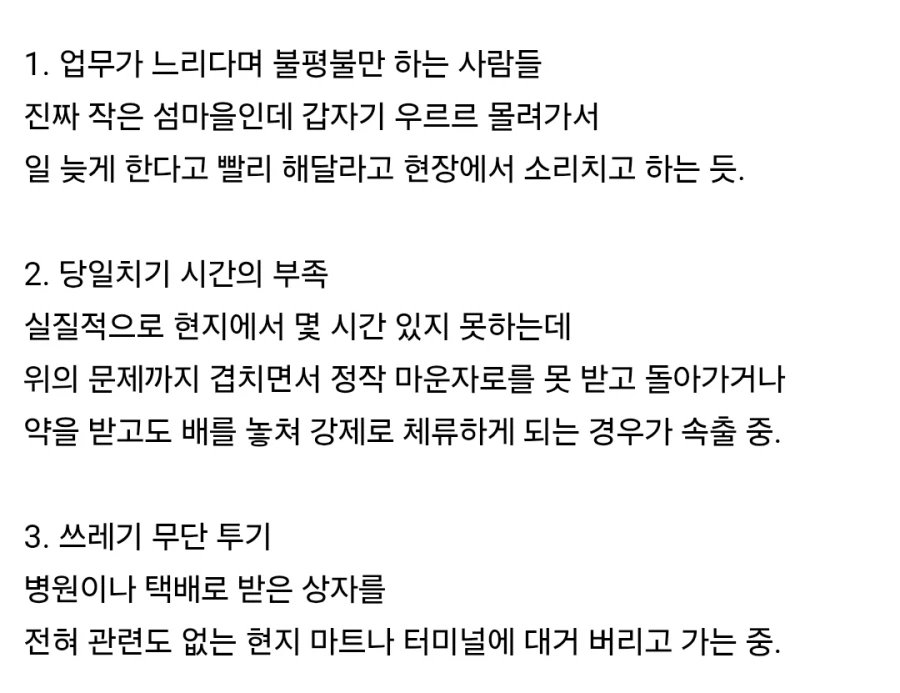 1. 업무가 느리다며 불평불만 하는 사람들
진짜 작은 섬마을인데 갑자기 우르르 몰려가서
일 늦게 한다고 빨리 해달라고 현장에서 소리치고 하는 듯.
2. 당일치기 시간의 부족
실질적으로 현지에서 몇 시간 있지 못하는데
위의 문제까지 겹치면서 정작 마운자로를 못 받고 돌아가거나
약을 받고도 배를 놓쳐 강제로 체류하게 되는 경우가 속출 중.
3. 쓰레기 무단 투기
병원이나 택배로 받은 상자를
전혀 관련도 없는 현지 마트나 터미널에 대거 버리고 가는 중.